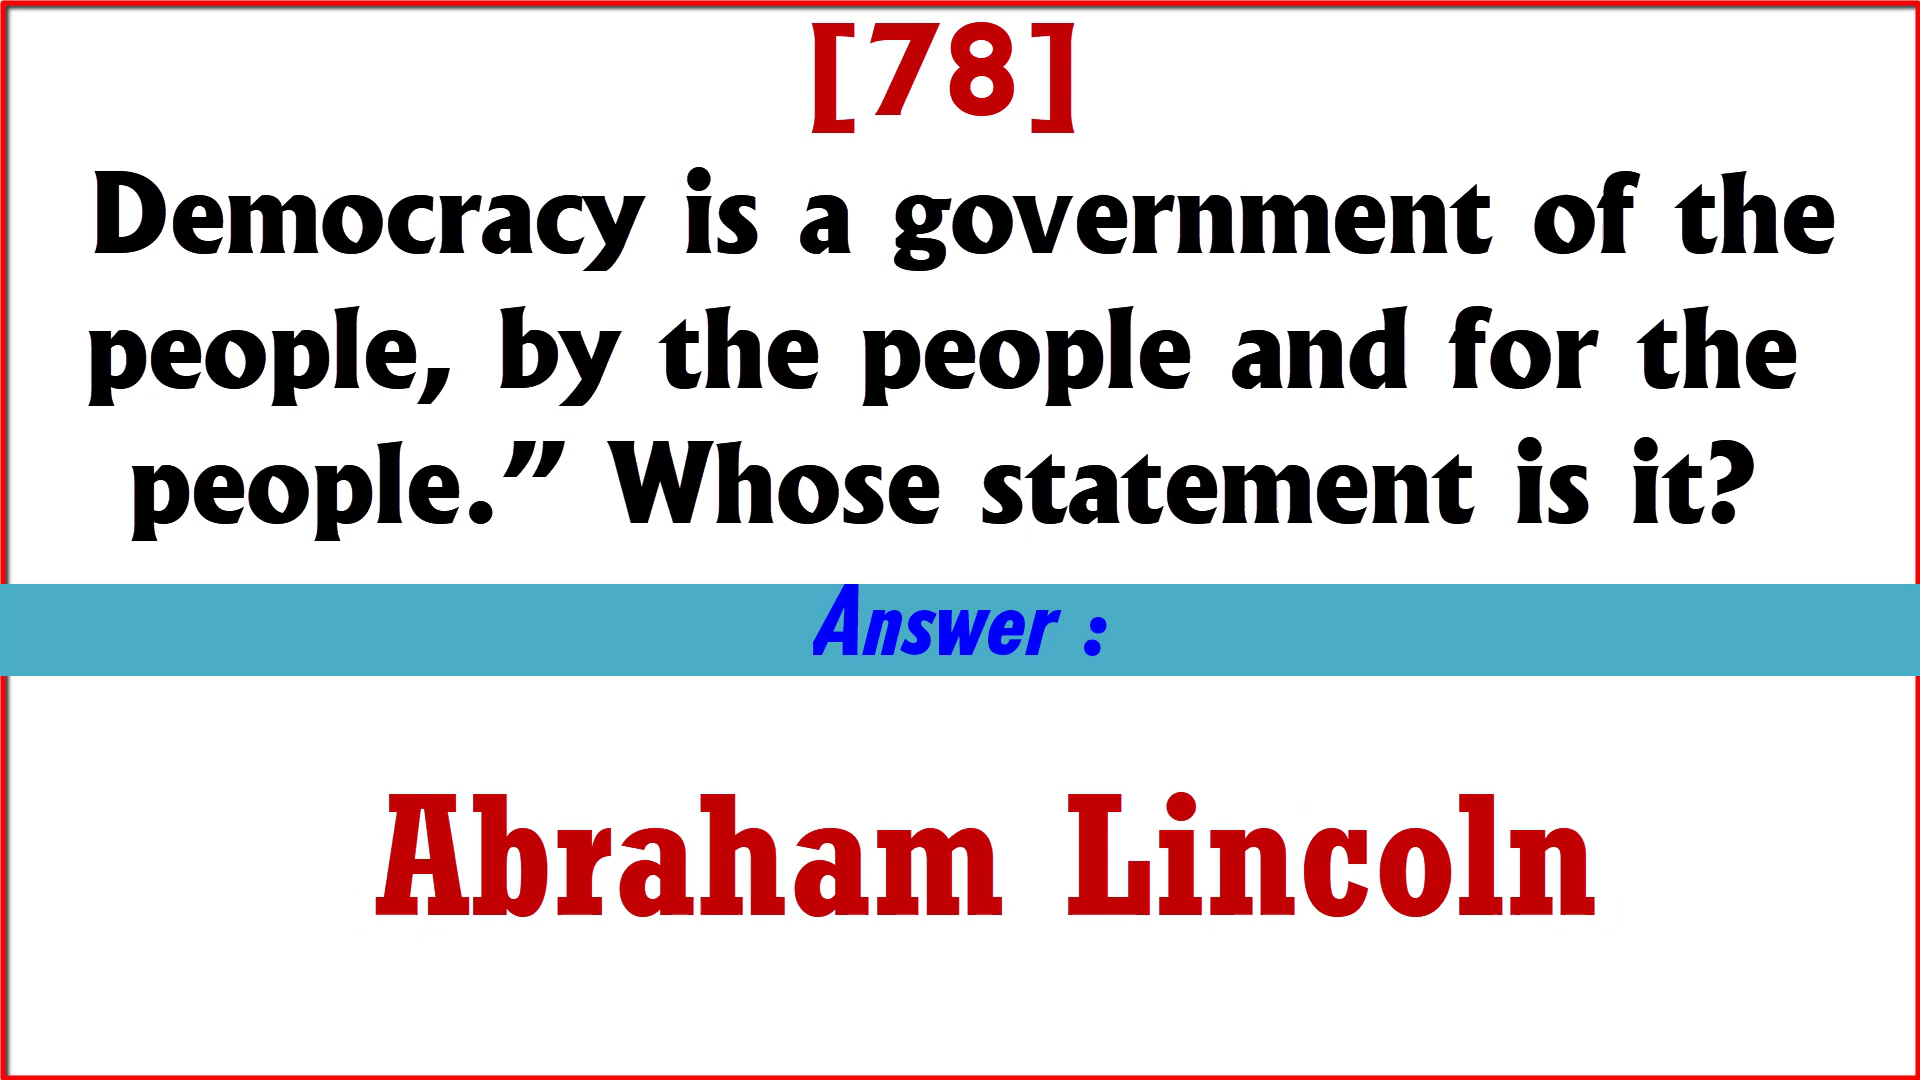 [78]
Democracy is a government of the
people, by the people and for the
people.” Whose statement is it?
Answer :
Abraham Lincoln